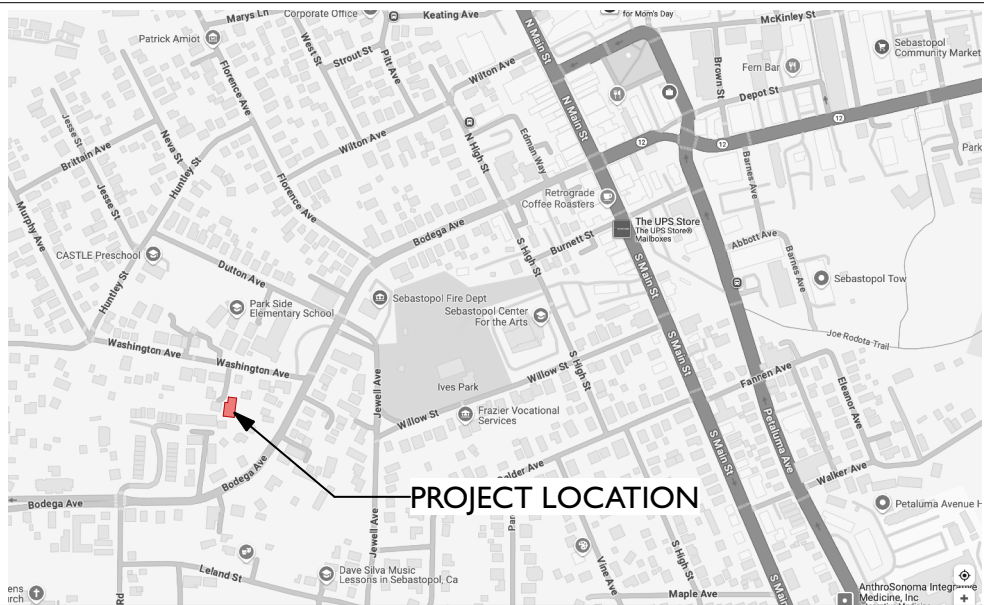 Marys Ln
Corporate Office
Keating Ave
for Mom's Day
McKinley St
Patrick Amiot
West St
Strout St
Pitt Ave
Wilton Ave
N Main St
Brown St
Fern Bar
Sebastopol
Community Market
Florence Ave
Depot St
12
Jesse St
Neva St
N High St
N Main St
Edman Way
12
12
Barnes Ave
Park
Brittain Ave
Huntley St
Wilton Ave
Jesse St
Florence Ave
Retrograde
Coffee Roasters
Murphy Ave
Bodega Ave
The UPS Store
The UPS Store®
Mailboxes
Burnett St
S High St
Abbott Ave
CASTLE Preschool
Dutton Ave
S Main St
Barnes Ave
Sebastopol Tow
Huntley St
Park Side
Elementary School
Sebastopol Fire Dept
Sebastopol Center
For the Arts
Joe Rodota Trail
Washington Ave
Washington Ave
S Main St
S High St
Willow St
Fannen Ave
Ives Park
Jewell Ave
Eleanor Ave
Willow St
Frazier Vocational
Services
Petaluma Ave
S Main St
Bodega Ave
Walker Ave
PROJECT LOCATION
Bodega Ave
Petaluma Avenue H
Jewell Ave
S High St
Vine Ave
Leland St
Dave Silva Music
Lessons in Sebastopol, Ca
Rd
Maple Ave
AnthroSonoma Integrative
Medicine, Inc